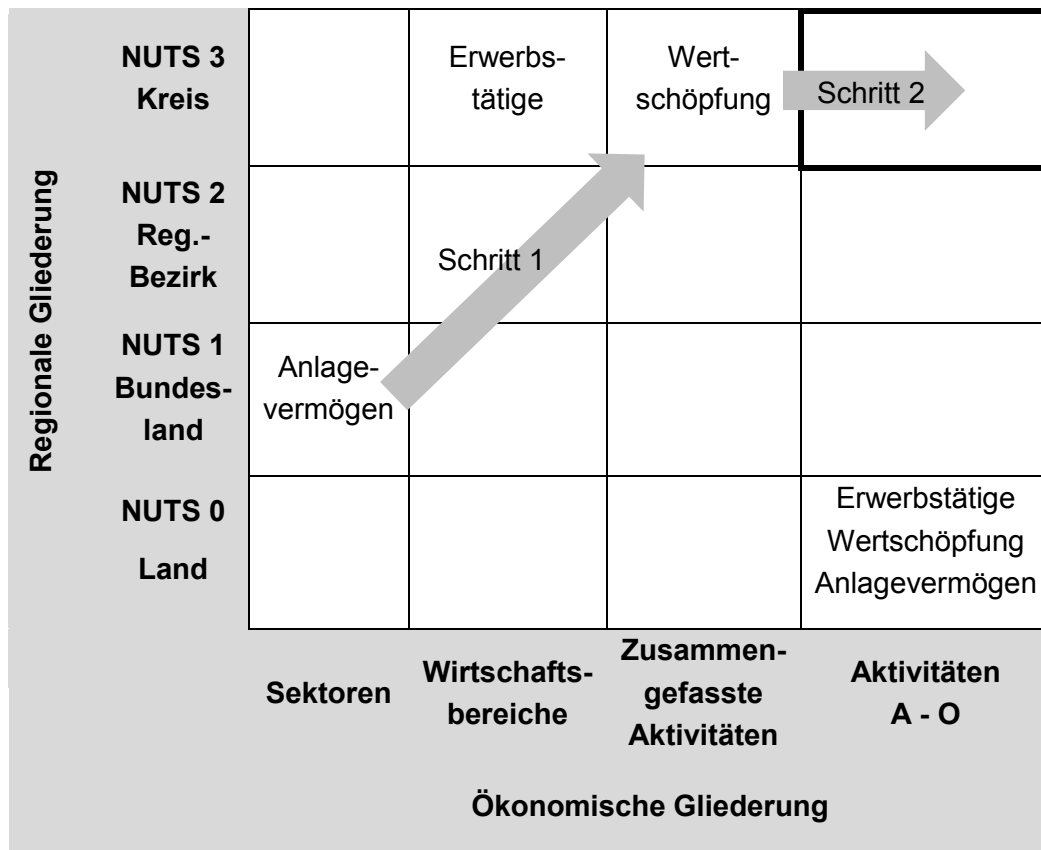 Regionale Gliederung
NUTS 3
Kreis
Erwerbs-
tätige
Wert-
schöpfung
Schritt 2
NUTS 2
Reg.-
Bezirk
Schritt 1
NUTS 1
Bundes-
land
Anlage-
vermögen
NUTS 0
Land
Erwerbstätige
Wertschöpfung
Anlagevermögen
Sektoren
Wirtschafts-
bereiche
Zusammen-
gefasste
Aktivitäten
Aktivitäten
A - O
Ökonomische Gliederung